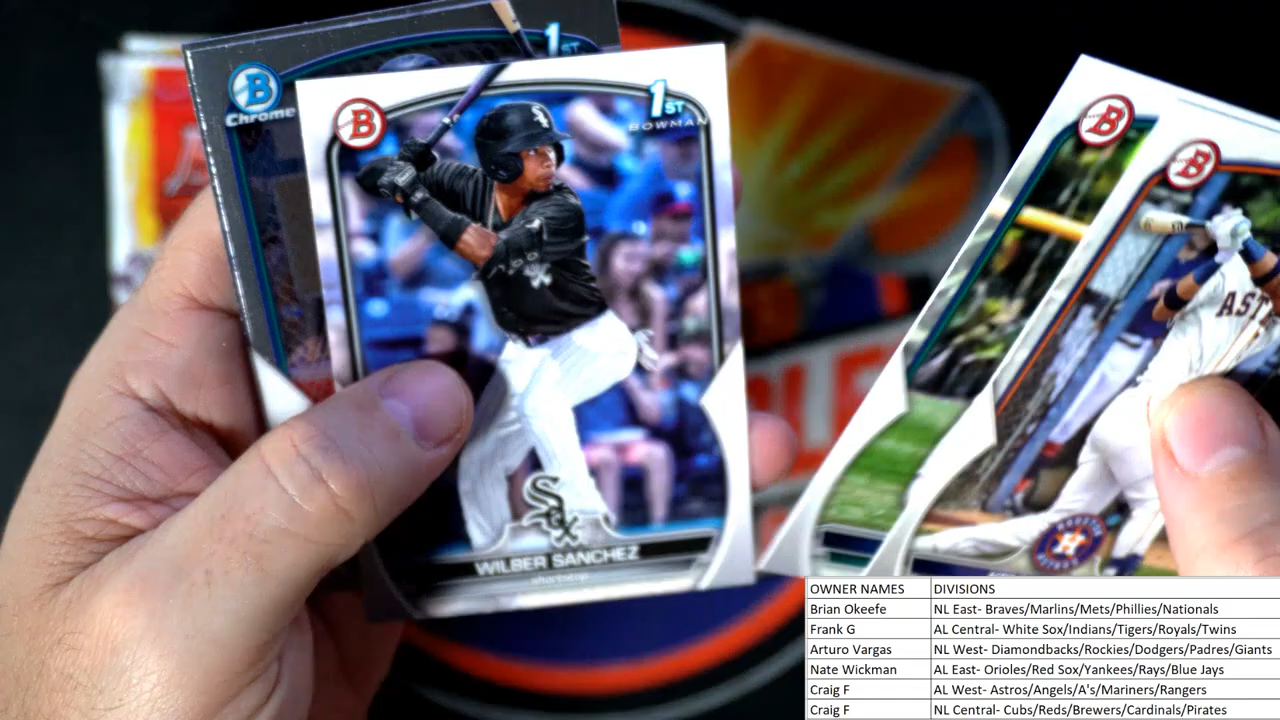 1ST
B
Chrome
B
1ST
BOWMAN
B
B
Sox
WILBER SANCHEZ
shortstop
HOUSTON
H
OWNER NAMES DIVISIONS
Brian Okeefe NL East- Braves/Marlins/Mets/Phillies/Nationals
Frank G AL Central- White Sox/Indians/Tigers/Royals/Twins
Arturo Vargas NL West- Diamondbacks/Rockies/Dodgers/Padres/Giants
Nate Wickman AL East- Orioles/Red Sox/Yankees/Rays/Blue Jays
Craig F AL West- Astros/Angels/A's/Mariners/Rangers
Craig F NL Central- Cubs/Reds/Brewers/Cardinals/Pirates